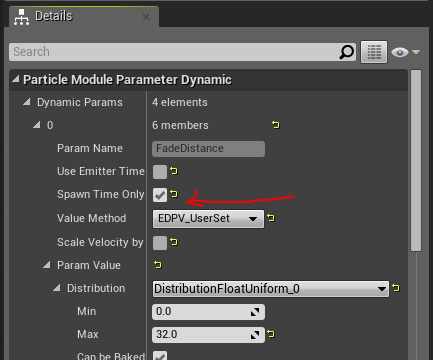 Details
Search
Particle Module Parameter Dynamic
Dynamic Params 4 elements
0 6 members
Param Name FadeDistance
Use Emitter Time
Spawn Time Only
Value Method EDPV_UserSet
Scale Velocity by
Param Value
Distribution DistributionFloatUniform_0
Min 0.0
Max 32.0
Can be Baked